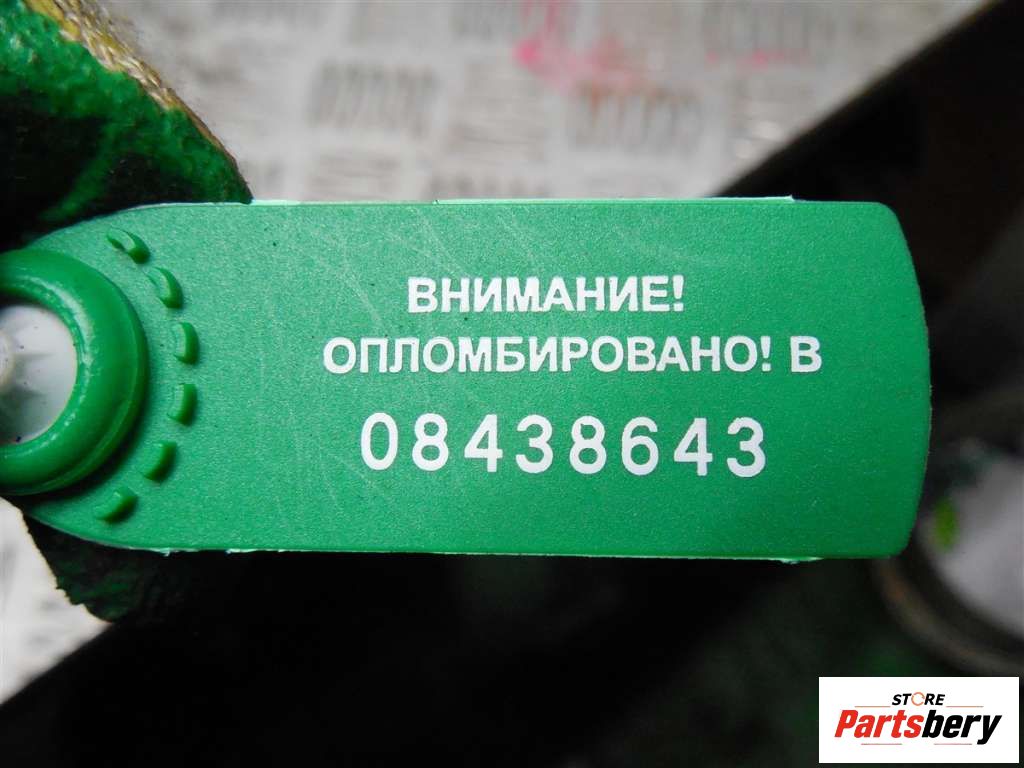 ВНИМАНИЕ!
ОПЛОМБИРОВАНО! В
08438643
STORE
Partsbery